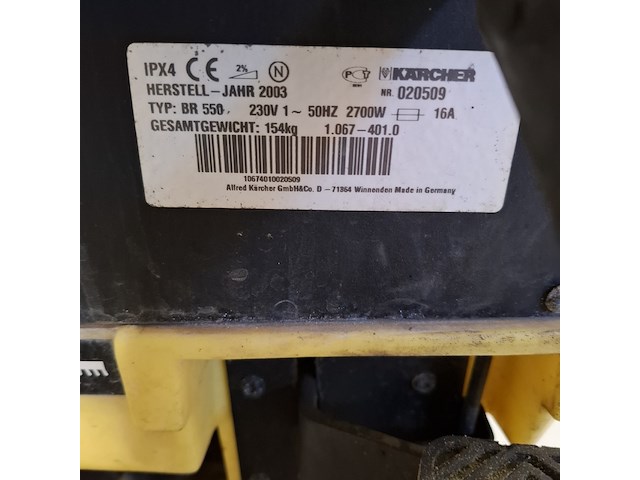 IPX4 CE 2% N PCT KÄRCHER
HERSTELL-JAHR 2003 NR. 020509
TYP: BR 550 230V 1~ 50HZ 2700W 16A
GESAMTGEWICHT: 154kg 1.067-401.0
10674010020509
Alfred Kärcher GmbH&Co. D - 71364 Winnenden Made in Germany